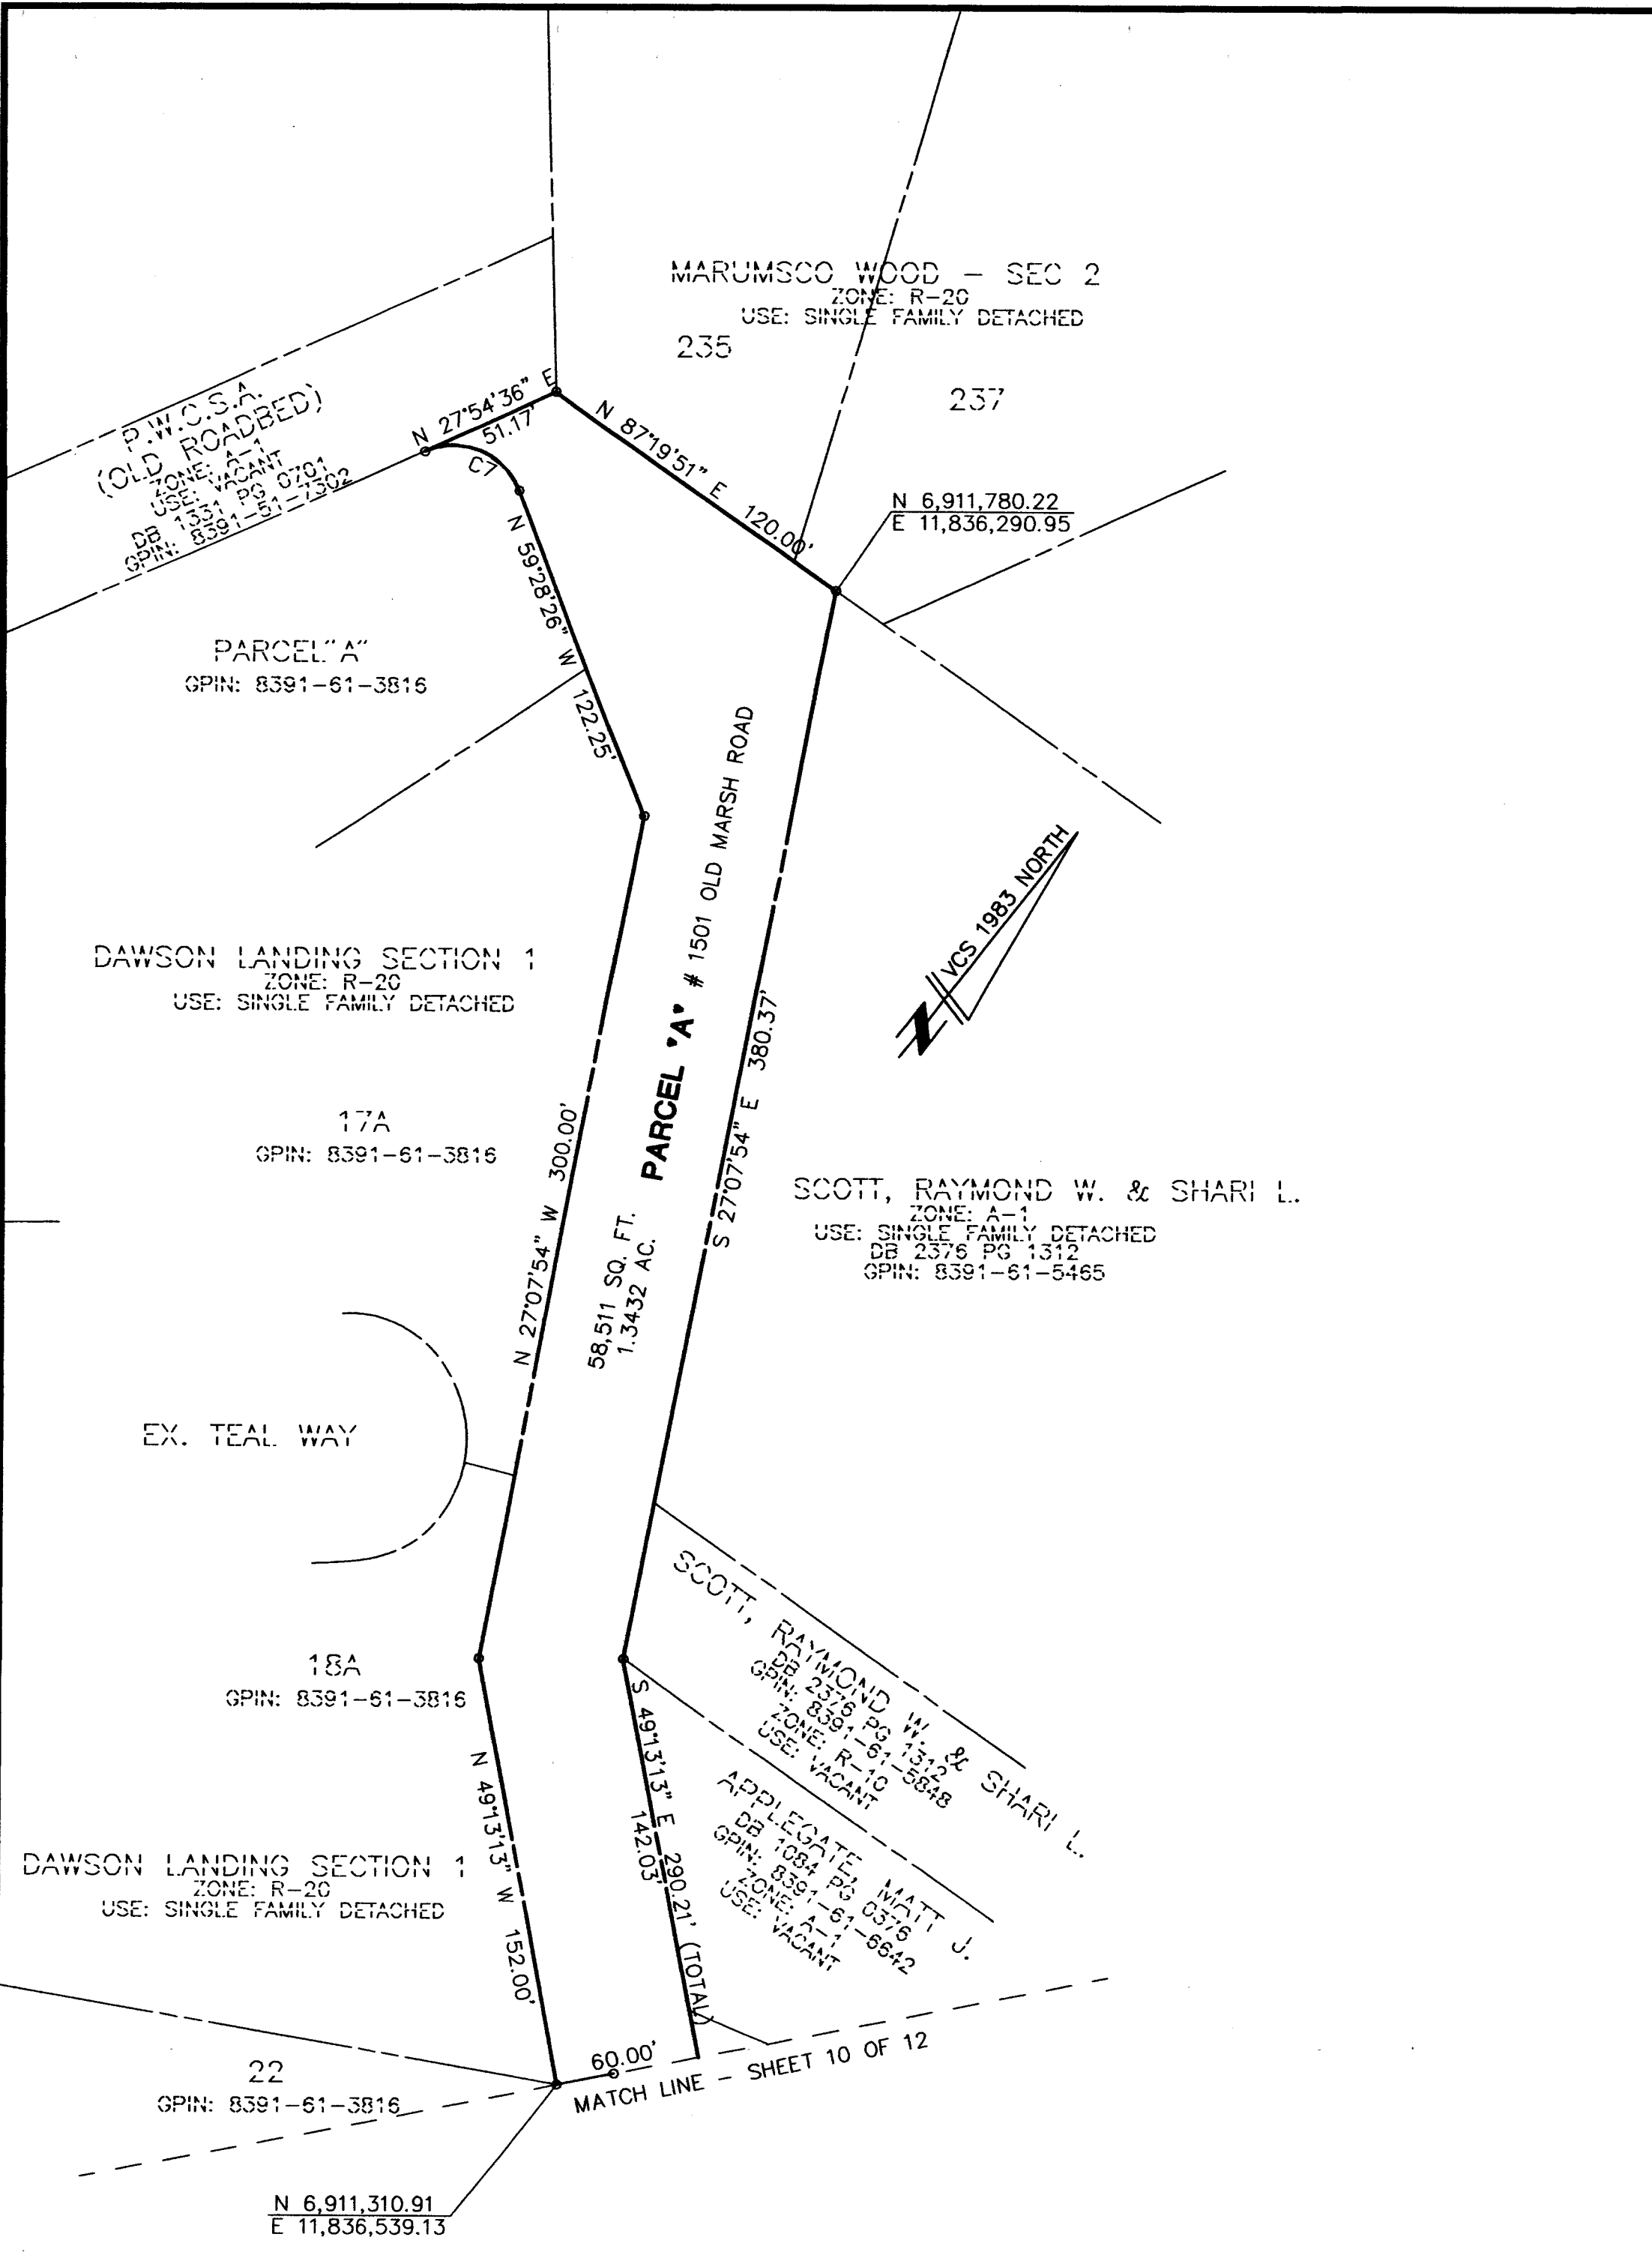 MARUMSCO WOOD - SEC 2
ZONE: R-20
USE: SINGLE FAMILY DETACHED
235
237
P.W.C.S.A.
(OLD ROADBED)
ZONE: A-1
USE: VACANT
DB 1331 PG 0701
GPIN: 8391-51-7302
N 27°54'36" E
51.17'
C7
N 87°19'51" E 120.00'
N 6,911,780.22
E 11,836,290.95
N 59°28'26" W 122.25'
PARCEL "A"
GPIN: 8391-61-3816
PARCEL "A" # 1501 OLD MARSH ROAD
58,511 SQ. FT.
1.3432 AC.
VCS 1983 NORTH
DAWSON LANDING SECTION 1
ZONE: R-20
USE: SINGLE FAMILY DETACHED
17A
GPIN: 8391-61-3816
N 27°07'54" W 300.00'
S 27°07'54" E 380.37'
SCOTT, RAYMOND W. & SHARI L.
ZONE: A-1
USE: SINGLE FAMILY DETACHED
DB 2376 PG 1312
GPIN: 8391-61-5465
EX. TEAL WAY
18A
GPIN: 8391-61-3816
SCOTT, RAYMOND W. & SHARI L.
DB 2376 PG 1312
GPIN: 8391-61-5848
ZONE: R-10
USE: VACANT
N 49°13'13" W 152.00'
S 49°13'13" E 290.21' (TOTAL)
142.03'
APPLEGATE, MATT J.
DB 1084 PG 0376
GPIN: 8391-61-6642
ZONE: A-1
USE: VACANT
DAWSON LANDING SECTION 1
ZONE: R-20
USE: SINGLE FAMILY DETACHED
22
GPIN: 8391-61-3816
60.00'
MATCH LINE - SHEET 10 OF 12
N 6,911,310.91
E 11,836,539.13